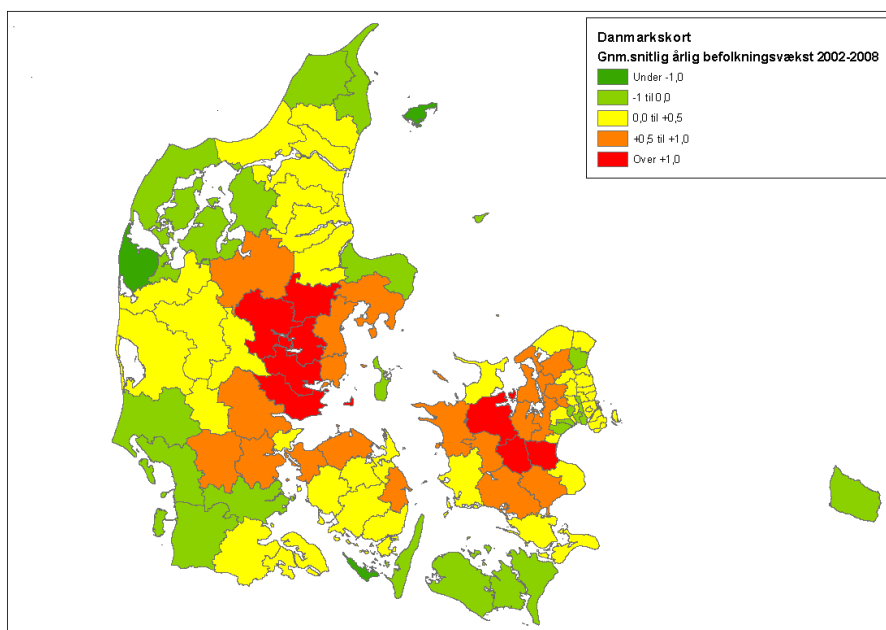 Danmarkskort
Gnm.snitlig årlig befolkningsvækst 2002-2008
Under -1,0
-1 til 0,0
0,0 til +0,5
+0,5 til +1,0
Over +1,0